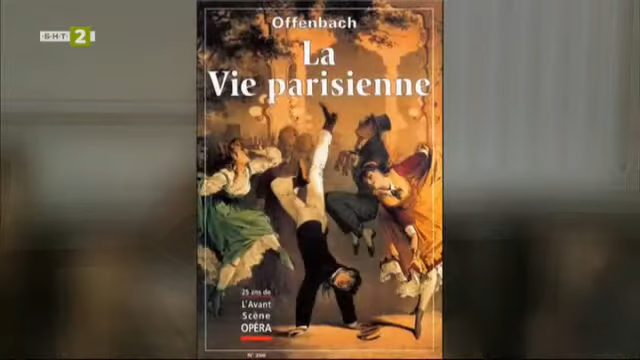 БНТ 2
Offenbach
La
Vie parisienne
25 ans de
L'Avant
Scène
OPÉRA